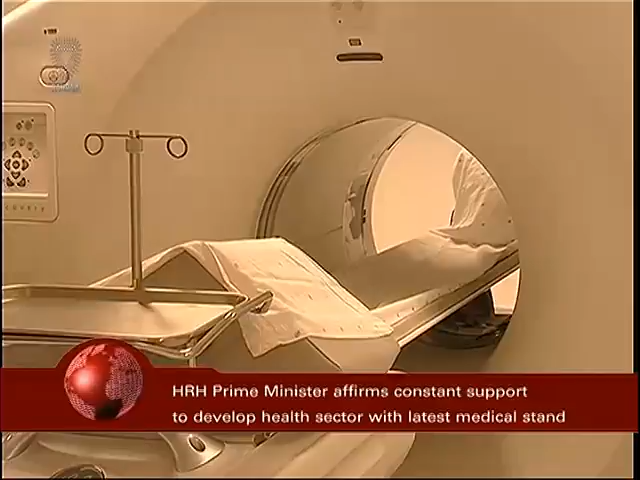 HRH Prime Minister affirms constant support
to develop health sector with latest medical stand